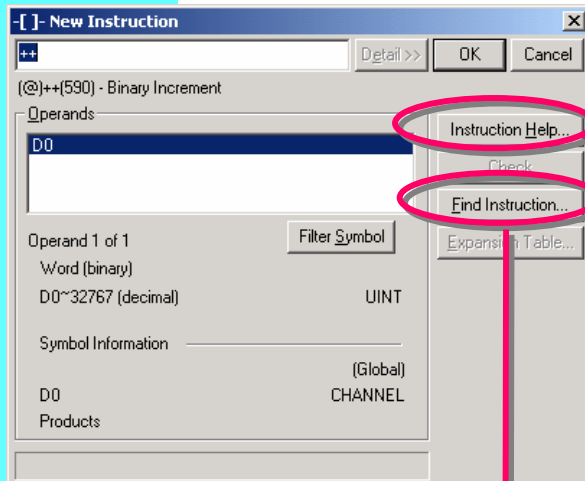 -[ ]- New Instruction
++
Detail >>
OK
Cancel
(@)++(590) - Binary Increment
Operands
D0
Instruction Help...
Check
Find Instruction...
Expansion Table...
Operand 1 of 1
Filter Symbol
Word (binary)
D0~32767 (decimal) UINT
Symbol Information
(Global)
D0 CHANNEL
Products